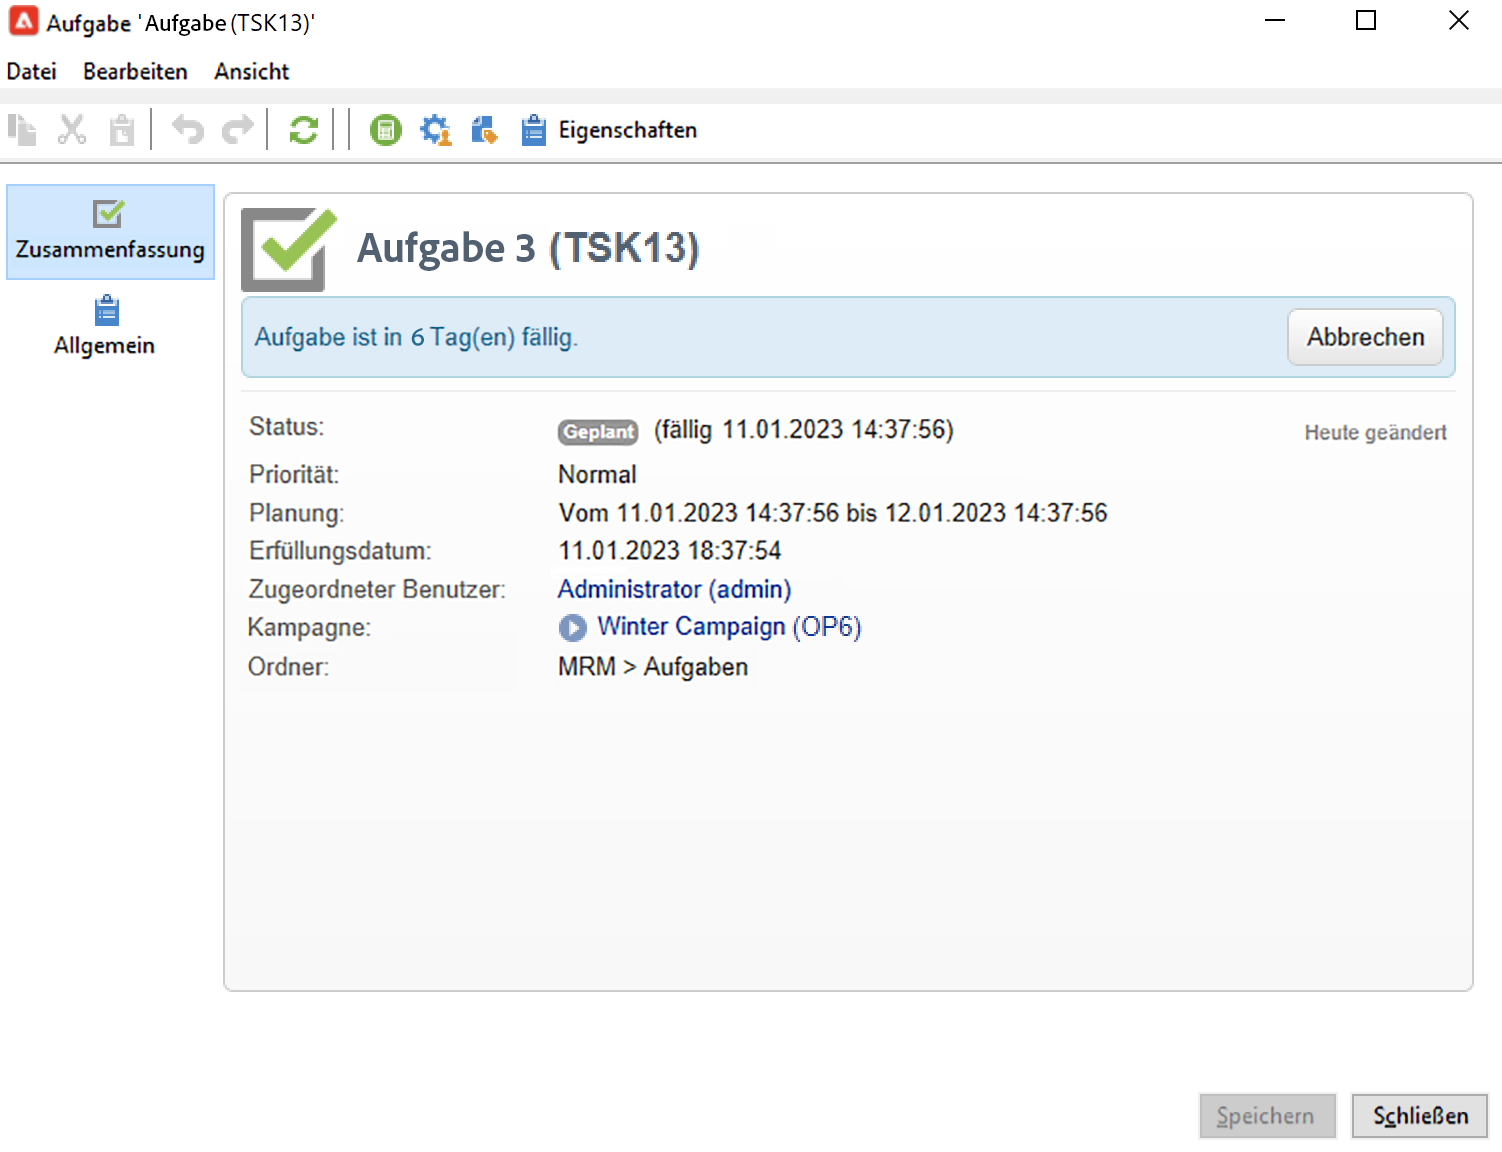 Aufgabe 'Aufgabe (TSK13)'
Datei Bearbeiten Ansicht
Eigenschaften
Zusammenfassung
Allgemein
Aufgabe 3 (TSK13)
Aufgabe ist in 6 Tag(en) fällig. Abbrechen
Status: Geplant (fällig 11.01.2023 14:37:56) Heute geändert
Priorität: Normal
Planung: Vom 11.01.2023 14:37:56 bis 12.01.2023 14:37:56
Erfüllungsdatum: 11.01.2023 18:37:54
Zugeordneter Benutzer: Administrator (admin)
Kampagne: Winter Campaign (OP6)
Ordner: MRM > Aufgaben
Speichern Schließen